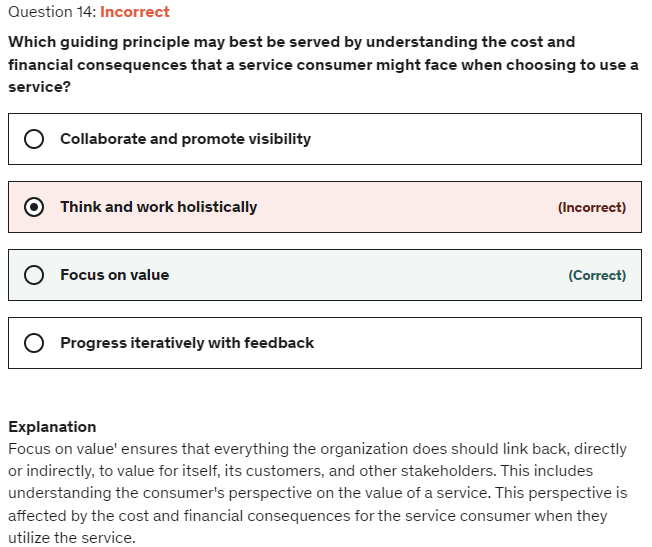 Question 14: Incorrect
Which guiding principle may best be served by understanding the cost and
financial consequences that a service consumer might face when choosing to use a
service?
Collaborate and promote visibility
Think and work holistically (Incorrect)
Focus on value (Correct)
Progress iteratively with feedback
Explanation
Focus on value' ensures that everything the organization does should link back, directly
or indirectly, to value for itself, its customers, and other stakeholders. This includes
understanding the consumer's perspective on the value of a service. This perspective is
affected by the cost and financial consequences for the service consumer when they
utilize the service.